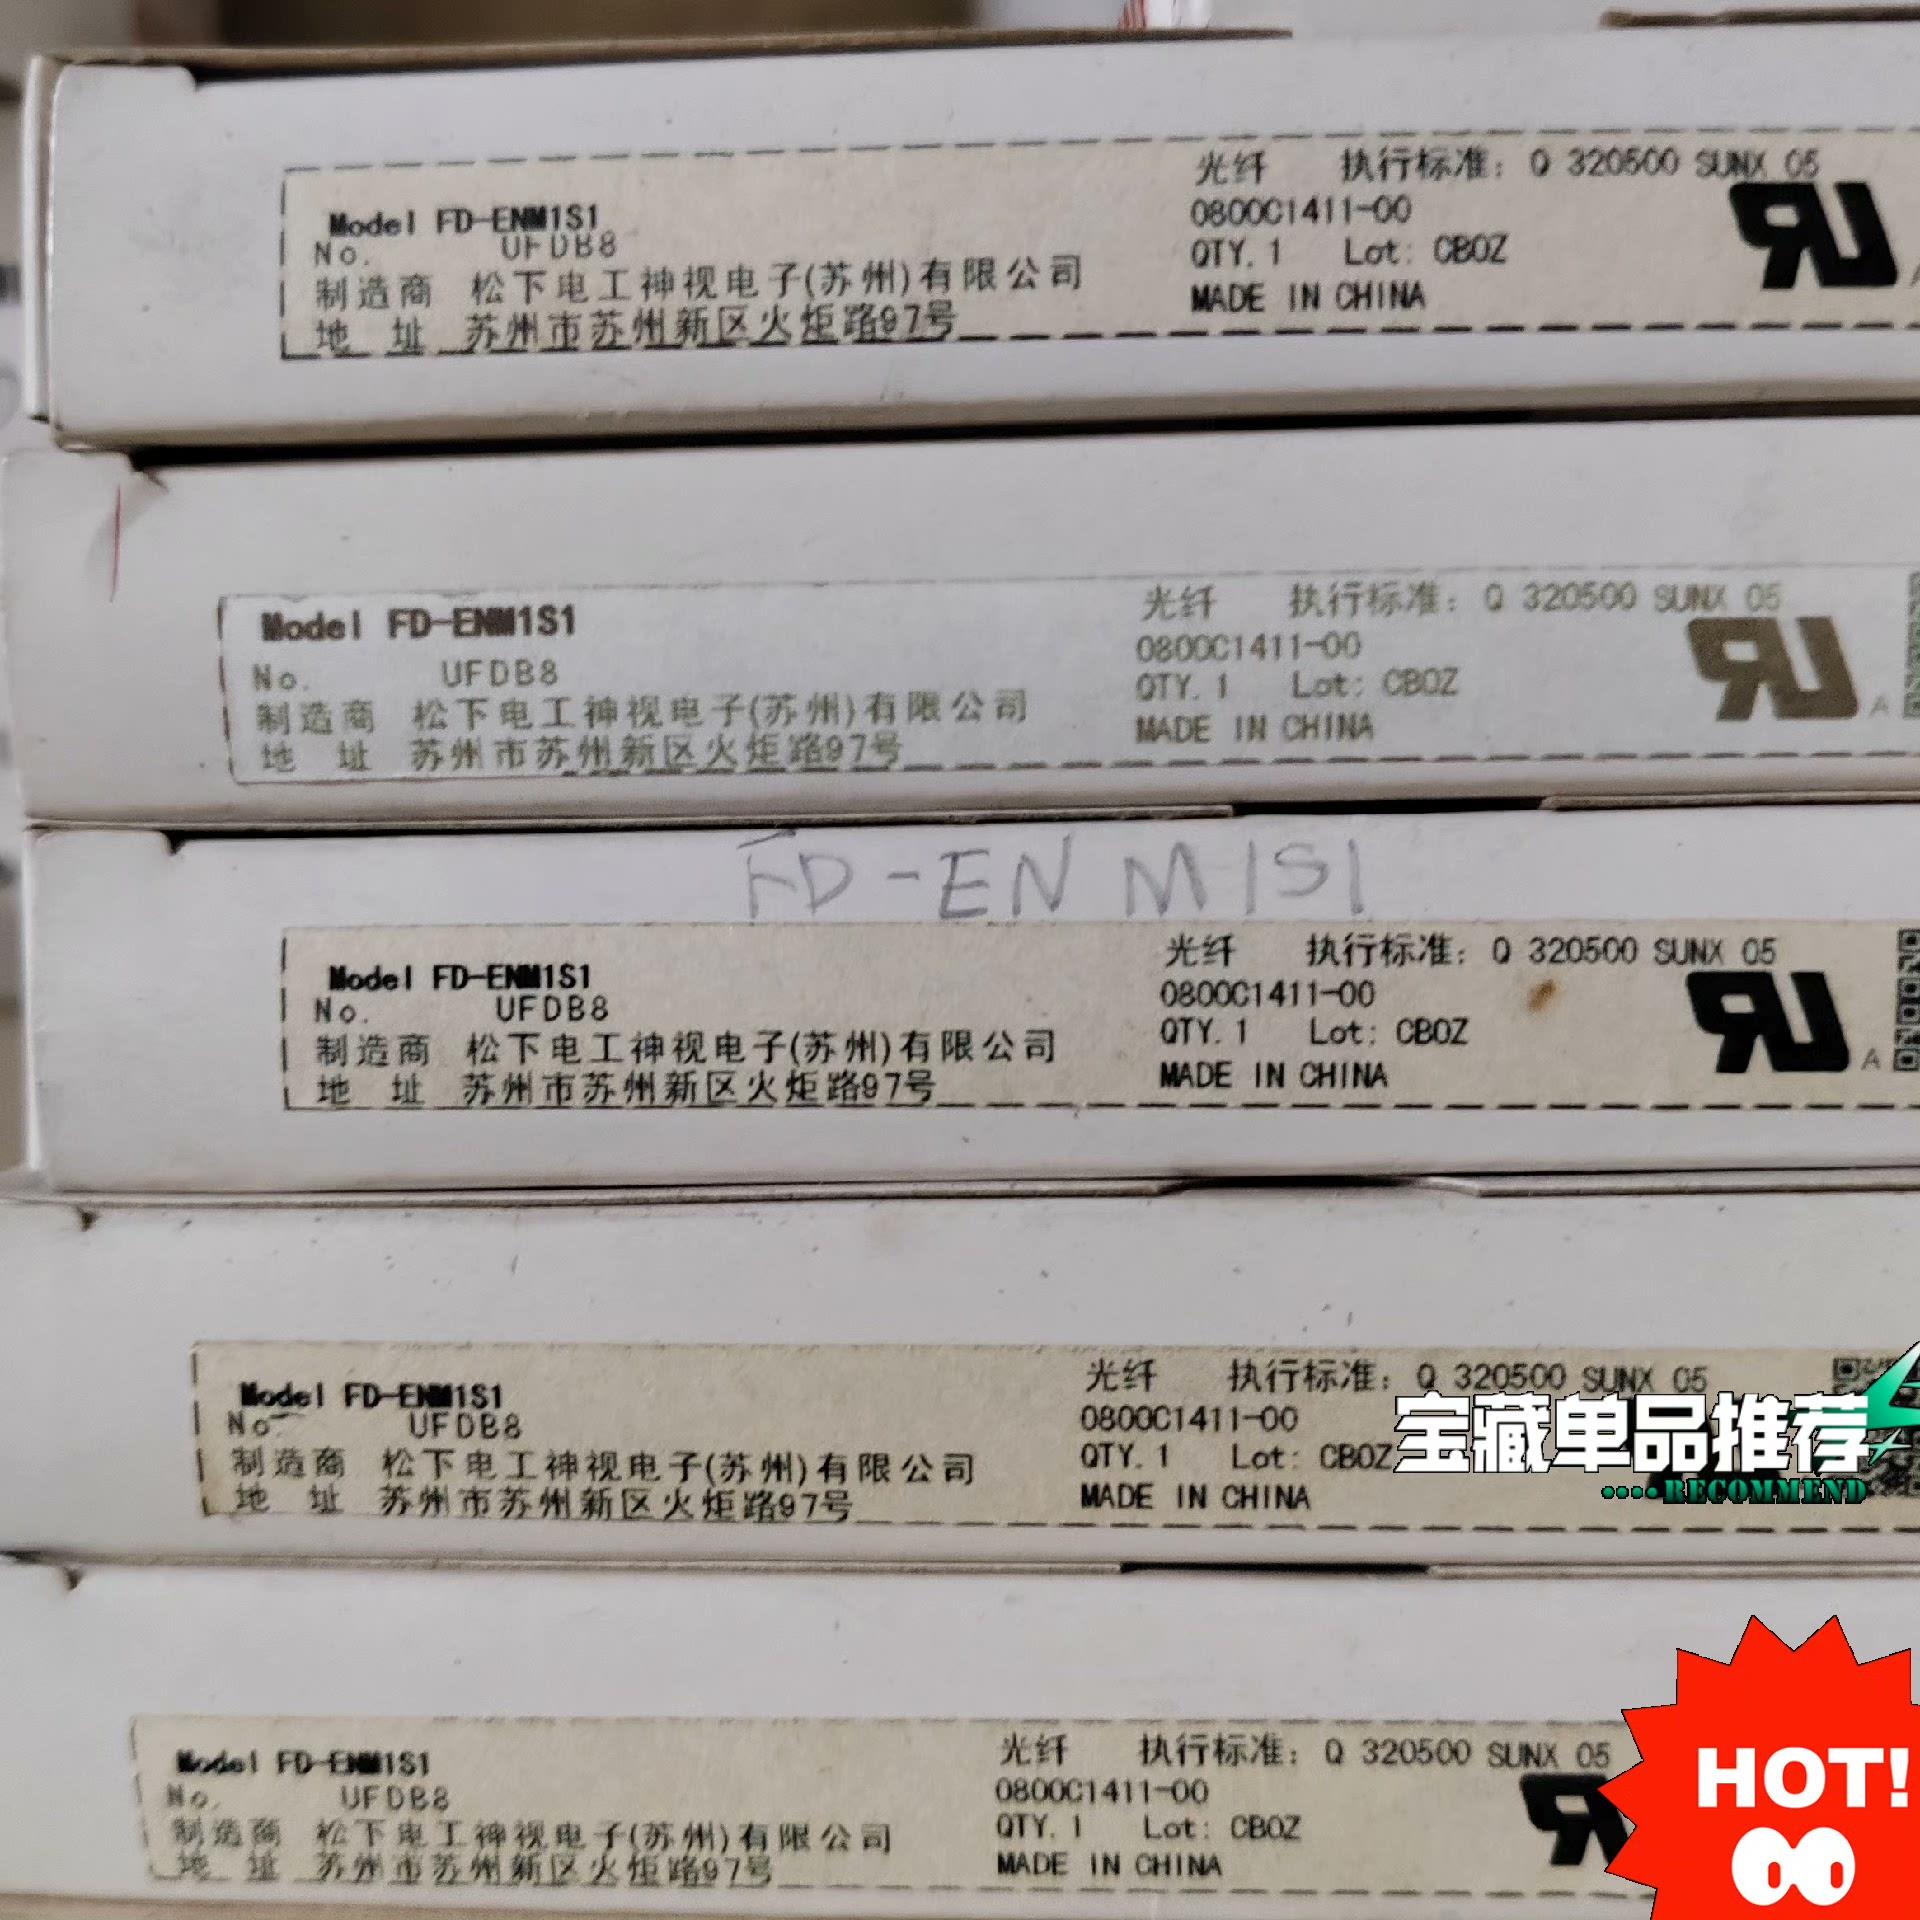 Model FD-ENM1S1
No. UFDB8
制造商 松下电工神视电子(苏州)有限公司
地 址 苏州市苏州新区火炬路97号
光纤 执行标准: Q 320500 SUNX 05
0800C1411-00
QTY. 1 Lot: CB0Z
MADE IN CHINA
Model FD-ENM1S1
No. UFDB8
制造商 松下电工神视电子(苏州)有限公司
地 址 苏州市苏州新区火炬路97号
光纤 执行标准: Q 320500 SUNX 05
0800C1411-00
QTY. 1 Lot: CB0Z
MADE IN CHINA
A
FD-ENM1S1
Model FD-ENM1S1
No. UFDB8
制造商 松下电工神视电子(苏州)有限公司
地 址 苏州市苏州新区火炬路97号
光纤 执行标准: Q 320500 SUNX 05
0800C1411-00
QTY. 1 Lot: CB0Z
MADE IN CHINA
A
Model FD-ENM1S1
No. UFDB8
制造商 松下电工神视电子(苏州)有限公司
地 址 苏州市苏州新区火炬路97号
光纤 执行标准: Q 320500 SUNX 05
0800C1411-00
QTY. 1 Lot: CB0Z
MADE IN CHINA
宝藏单品推荐
RECOMMEND
Model FD-ENM1S1
No. UFDB8
制造商 松下电工神视电子(苏州)有限公司
地 址 苏州市苏州新区火炬路97号
光纤 执行标准: Q 320500 SUNX 05
0800C1411-00
QTY. 1 Lot: CB0Z
MADE IN CHINA
HOT!